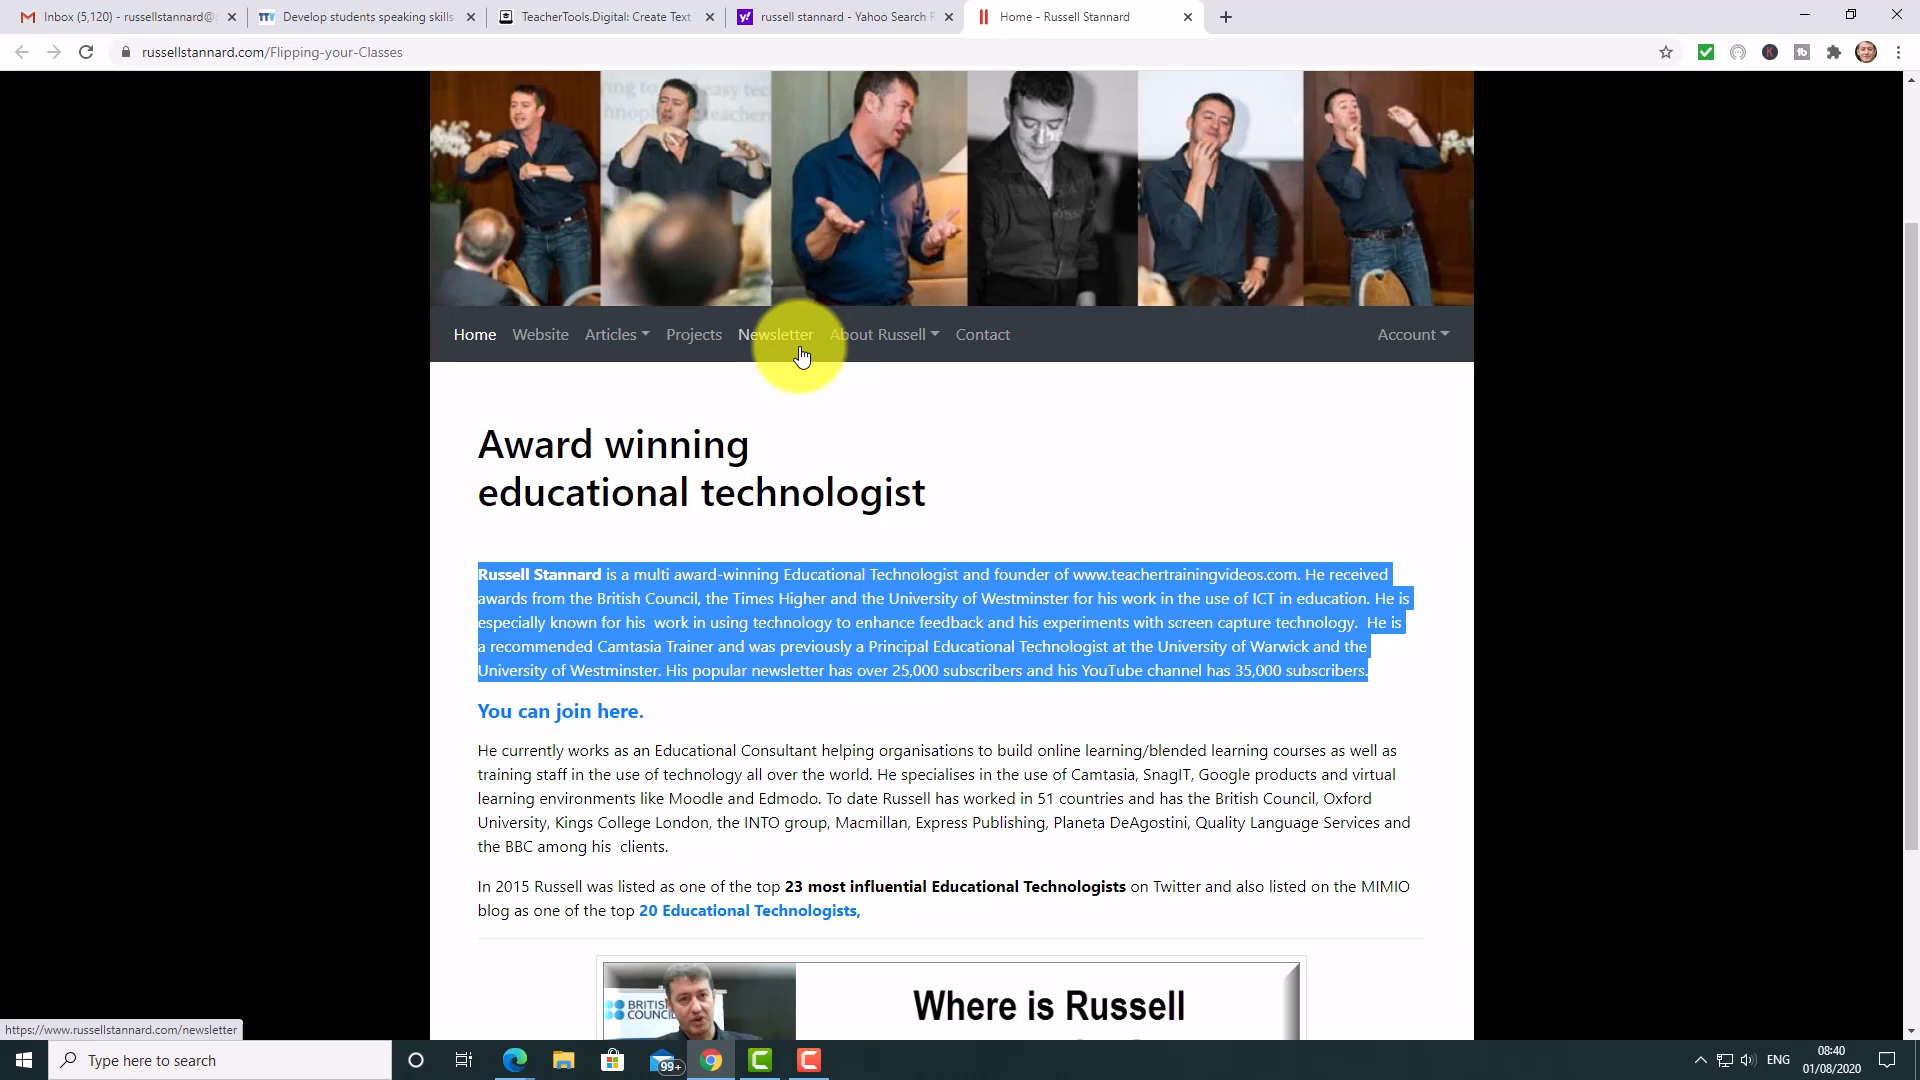 Inbox (5,120) - russellstannard@
Develop students speaking skills
TeacherTools.Digital: Create Text
russell stannard - Yahoo Search R
Home - Russell Stannard
russellstannard.com/Flipping-your-Classes
Home Website Articles Projects Newsletter About Russell Contact Account
Award winning
educational technologist
Russell Stannard is a multi award-winning Educational Technologist and founder of www.teachertrainingvideos.com. He received
awards from the British Council, the Times Higher and the University of Westminster for his work in the use of ICT in education. He is
especially known for his work in using technology to enhance feedback and his experiments with screen capture technology. He is
a recommended Camtasia Trainer and was previously a Principal Educational Technologist at the University of Warwick and the
University of Westminster. His popular newsletter has over 25,000 subscribers and his YouTube channel has 35,000 subscribers.
You can join here.
He currently works as an Educational Consultant helping organisations to build online learning/blended learning courses as well as
training staff in the use of technology all over the world. He specialises in the use of Camtasia, SnagIT, Google products and virtual
learning environments like Moodle and Edmodo. To date Russell has worked in 51 countries and has the British Council, Oxford
University, Kings College London, the INTO group, Macmillan, Express Publishing, Planeta DeAgostini, Quality Language Services and
the BBC among his clients.
In 2015 Russell was listed as one of the top 23 most influential Educational Technologists on Twitter and also listed on the MIMIO
blog as one of the top 20 Educational Technologists,
BRITISH
COUNCIL
Where is Russell
https://www.russellstannard.com/newsletter
Type here to search
99+
ENG
08:40
01/08/2020